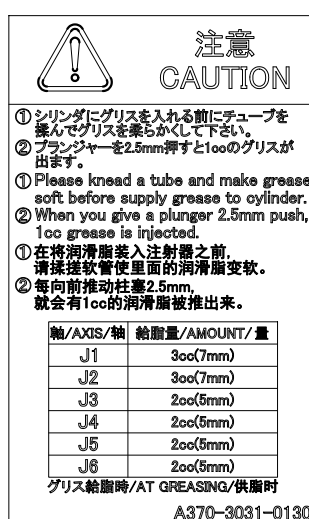 注意
CAUTION
① シリンダにグリスを入れる前にチューブを
揉んでグリスを柔らかくして下さい。
② プランジャーを2.5mm押すと1ccのグリスが
出ます。
① Please knead a tube and make grease
soft before supply grease to cylinder.
② When you give a plunger 2.5mm push,
1cc grease is injected.
① 在将润滑脂装入注射器之前,
请揉搓软管使里面的润滑脂变软。
② 每向前推动柱塞2.5mm,
就会有1cc的润滑脂被推出来。
軸/AXIS/轴 給脂量/AMOUNT/量
J1 3cc(7mm)
J2 3cc(7mm)
J3 2cc(5mm)
J4 2cc(5mm)
J5 2cc(5mm)
J6 2cc(5mm)
グリス給脂時/AT GREASING/供脂时
A370-3031-0130